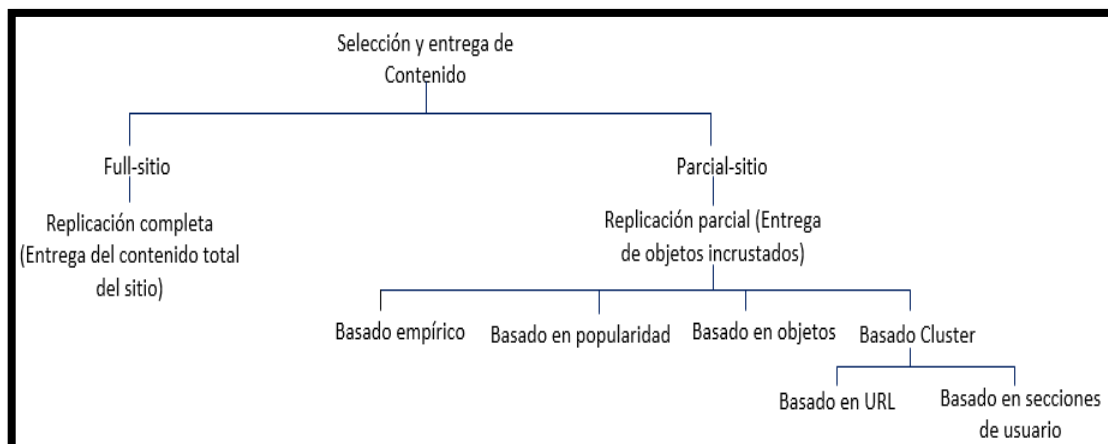 Selección y entrega de
Contenido
Full-sitio
Parcial-sitio
Replicación completa
(Entrega del contenido total
del sitio)
Replicación parcial (Entrega
de objetos incrustados)
Basado empírico
Basado en popularidad
Basado en objetos
Basado Cluster
Basado en URL
Basado en secciones
de usuario